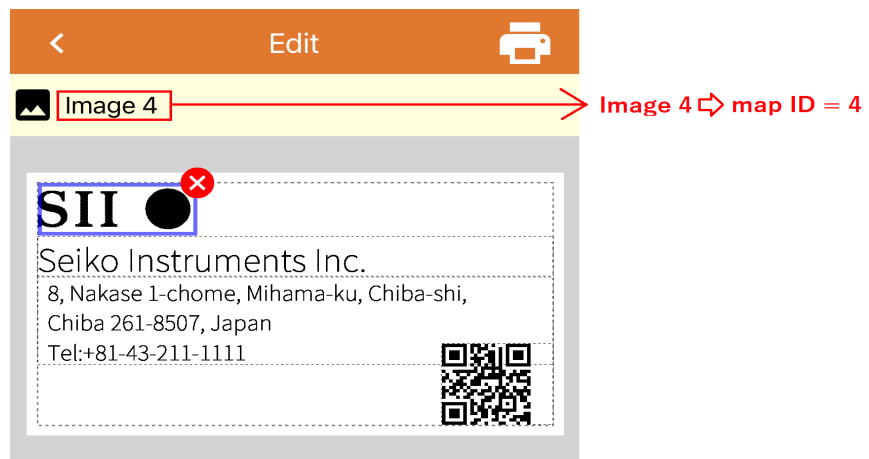 Edit
Image 4
Image 4 ⇨ map ID = 4
SII
Seiko Instruments Inc.
8, Nakase 1-chome, Mihama-ku, Chiba-shi,
Chiba 261-8507, Japan
Tel:+81-43-211-1111